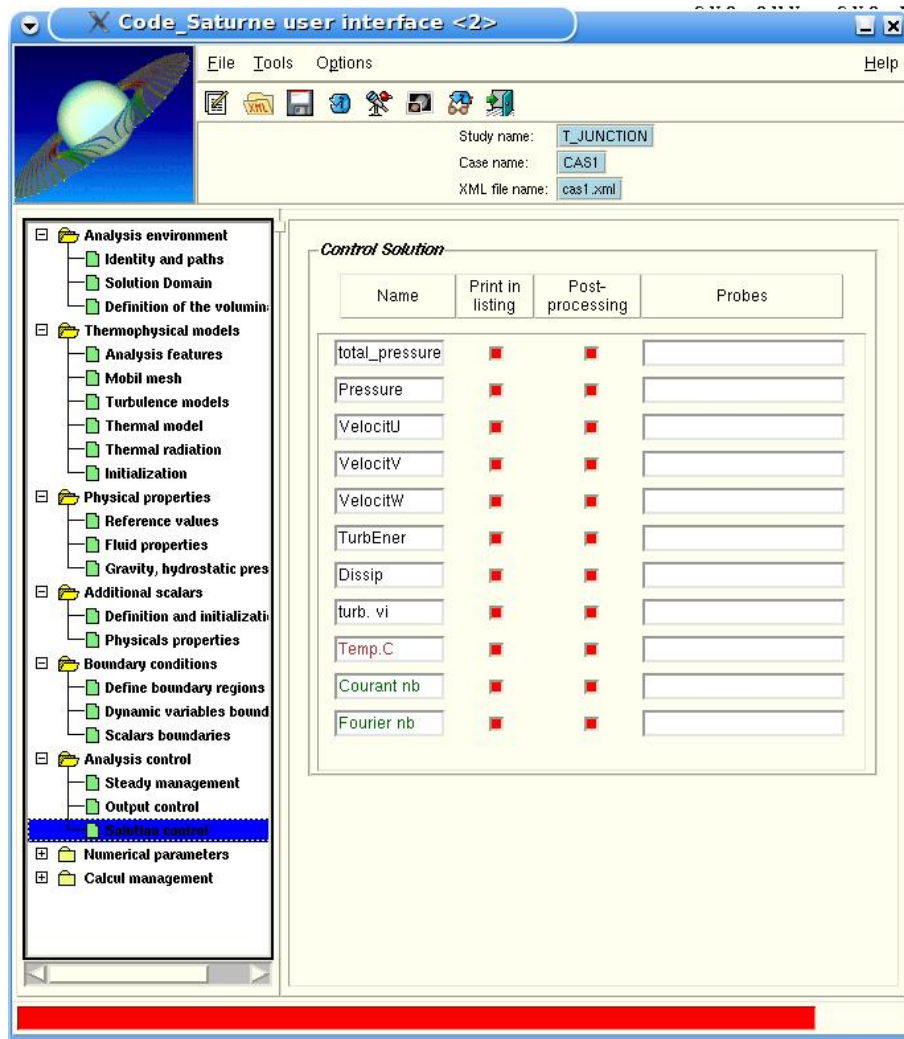 Code_Saturne user interface <2>
File Tools Options Help
XML
Study name: T_JUNCTION
Case name: CAS1
XML file name: cas1.xml
Analysis environment
Identity and paths
Solution Domain
Definition of the volumin
Thermophysical models
Analysis features
Mobil mesh
Turbulence models
Thermal model
Thermal radiation
Initialization
Physical properties
Reference values
Fluid properties
Gravity, hydrostatic pres
Additional scalars
Definition and initializati
Physicals properties
Boundary conditions
Define boundary regions
Dynamic variables bound
Scalars boundaries
Analysis control
Steady management
Output control
Solution control
Numerical parameters
Calcul management
Control Solution
Name
Print in
listing
Post-
processing
Probes
total_pressure
Pressure
VelocitU
VelocitV
VelocitW
TurbEner
Dissip
turb. vi
Temp.C
Courant nb
Fourier nb